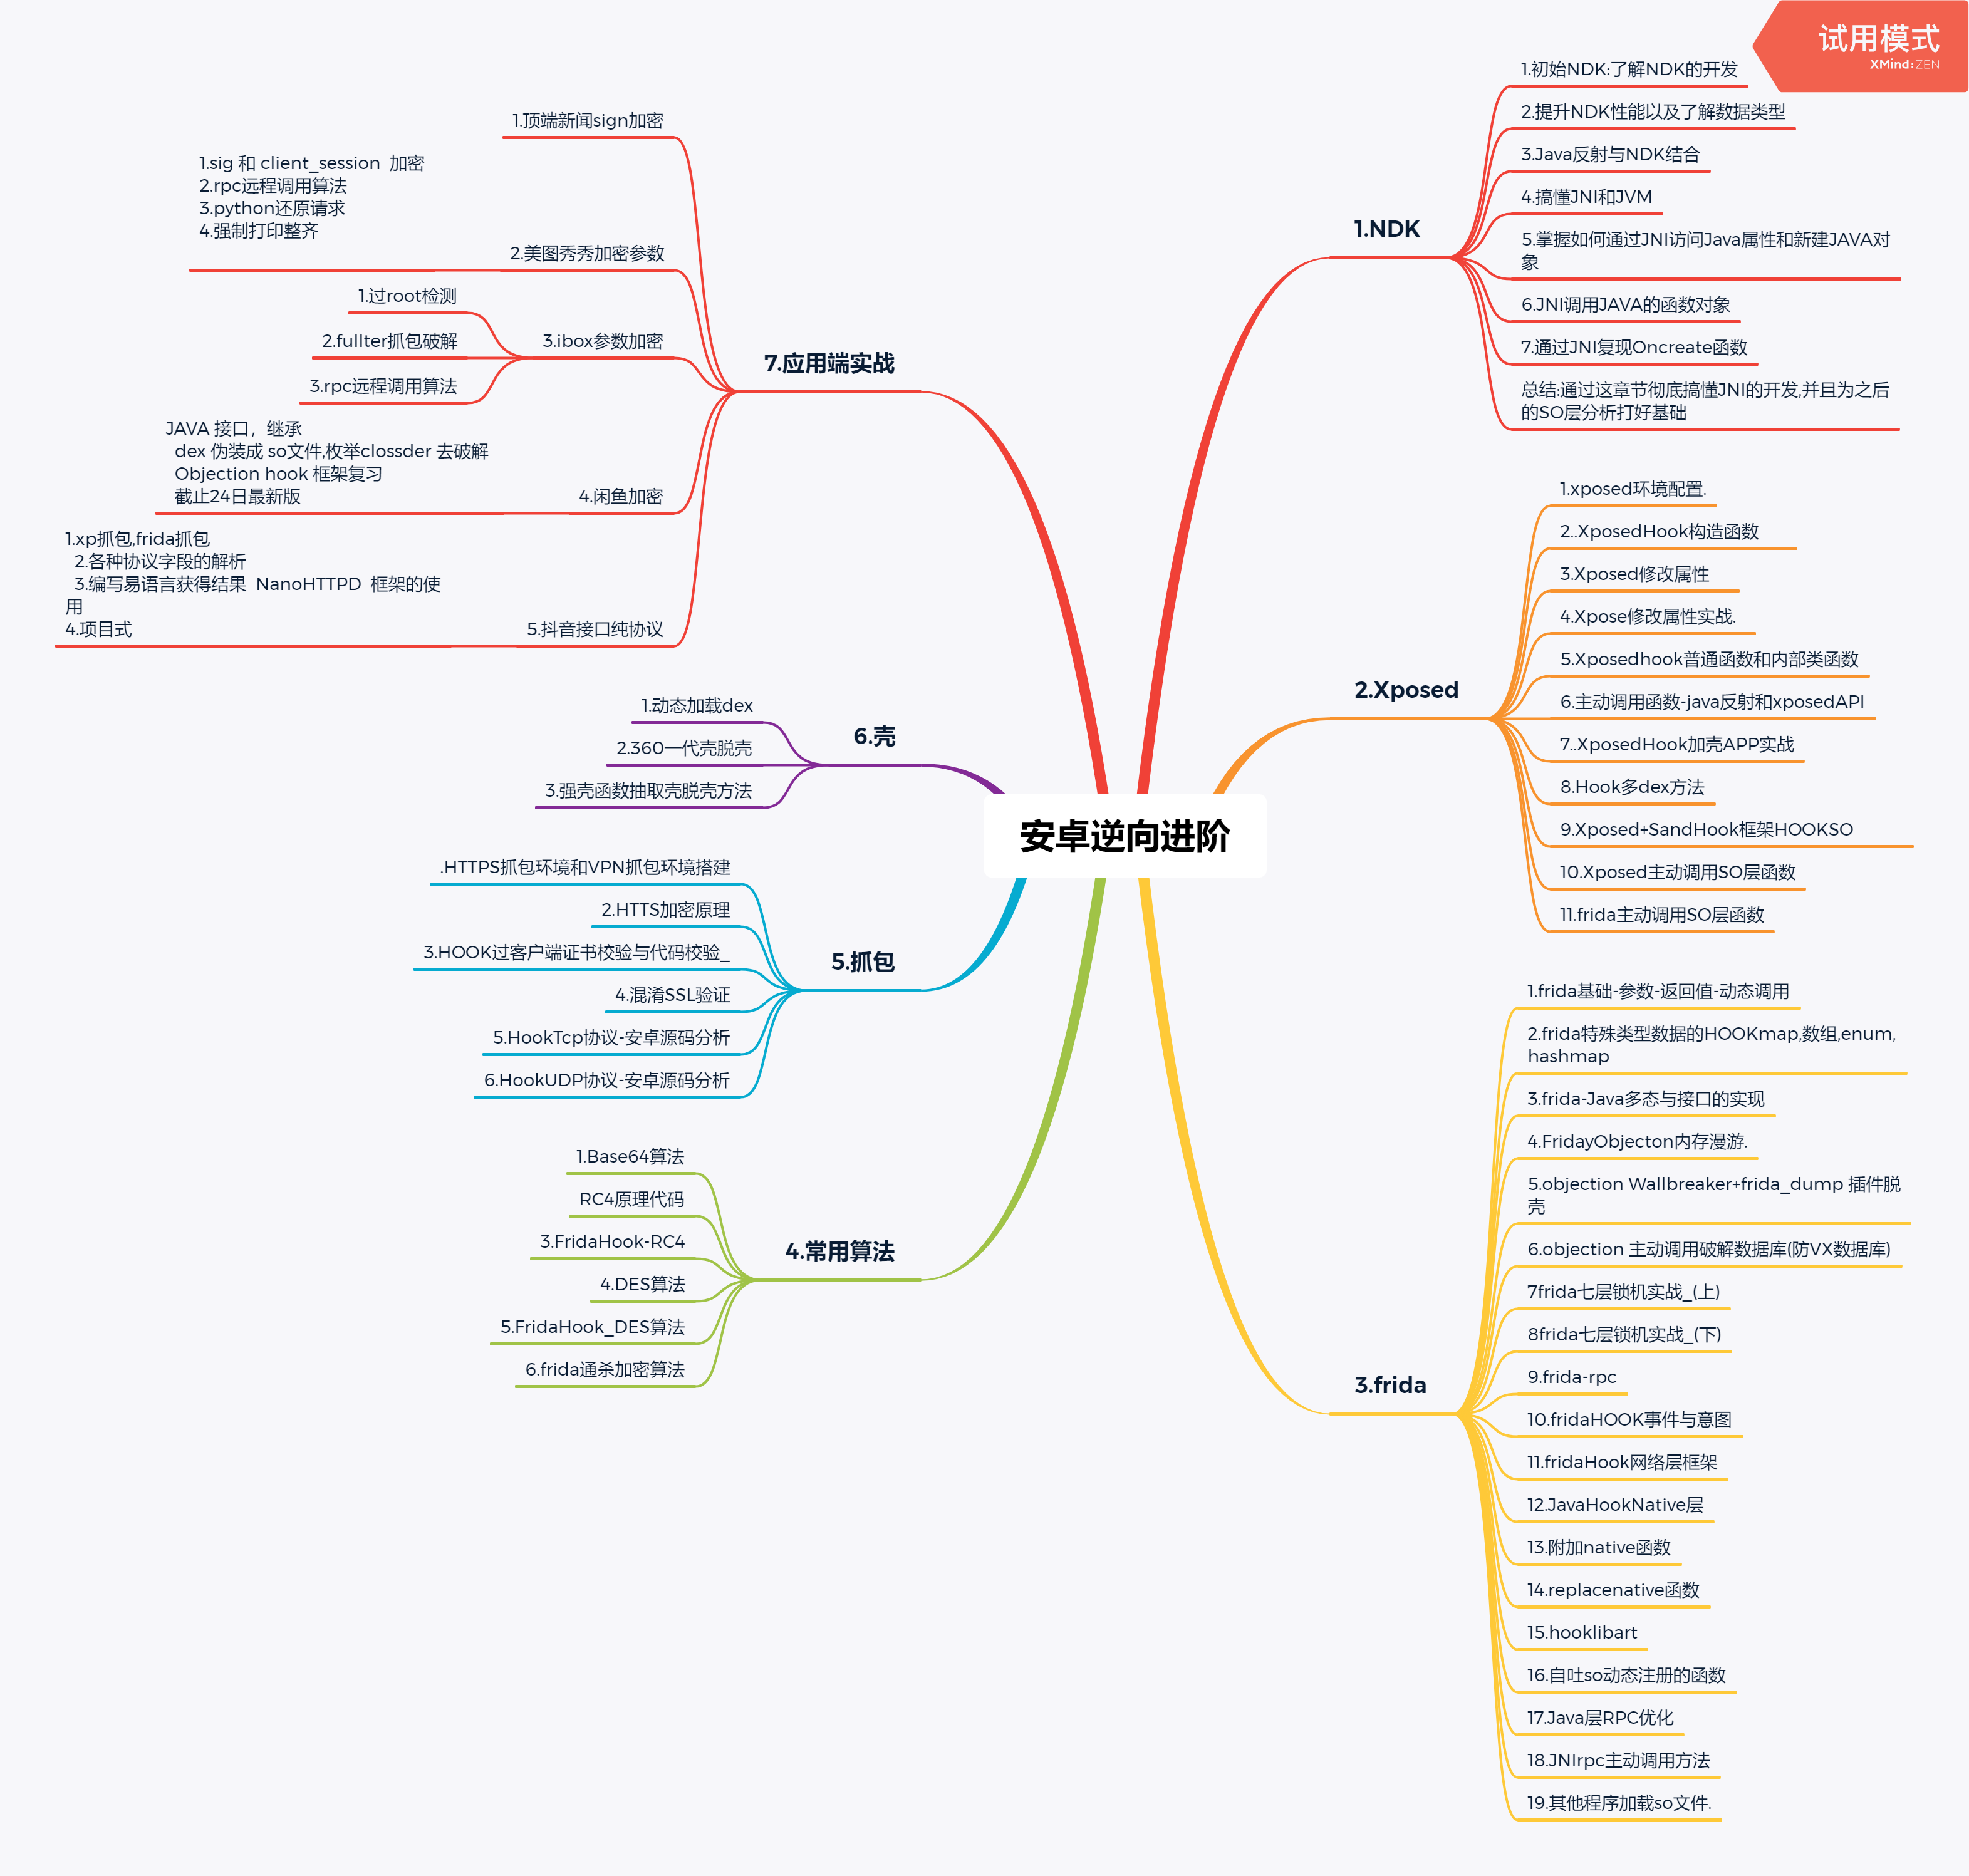 试用模式
XMind:ZEN
安卓逆向进阶
1.NDK
1.初始NDK:了解NDK的开发
2.提升NDK性能以及了解数据类型
3.Java反射与NDK结合
4.搞懂JNI和JVM
5.掌握如何通过JNI访问Java属性和新建JAVA对
象
6.JNI调用JAVA的函数对象
7.通过JNI复现Oncreate函数
总结:通过这章节彻底搞懂JNI的开发,并且为之后
的SO层分析打好基础
2.Xposed
1.xposed环境配置.
2..XposedHook构造函数
3.Xposed修改属性
4.Xpose修改属性实战.
5.Xposedhook普通函数和内部类函数
6.主动调用函数-java反射和xposedAPI
7..XposedHook加壳APP实战
8.Hook多dex方法
9.Xposed+SandHook框架HOOKSO
10.Xposed主动调用SO层函数
11.frida主动调用SO层函数
3.frida
1.frida基础-参数-返回值-动态调用
2.frida特殊类型数据的HOOKmap,数组,enum,
hashmap
3.frida-Java多态与接口的实现
4.FridayObjecton内存漫游.
5.objection Wallbreaker+frida_dump 插件脱
壳
6.objection 主动调用破解数据库(防VX数据库)
7frida七层锁机实战_(上)
8frida七层锁机实战_(下)
9.frida-rpc
10.fridaHOOK事件与意图
11.fridaHook网络层框架
12.JavaHookNative层
13.附加native函数
14.replacenative函数
15.hooklibart
16.自吐so动态注册的函数
17.Java层RPC优化
18.JNIrpc主动调用方法
19.其他程序加载so文件.
4.常用算法
1.Base64算法
RC4原理代码
3.FridaHook-RC4
4.DES算法
5.FridaHook_DES算法
6.frida通杀加密算法
5.抓包
.HTTPS抓包环境和VPN抓包环境搭建
2.HTTS加密原理
3.HOOK过客户端证书校验与代码校验_
4.混淆SSL验证
5.HookTcp协议-安卓源码分析
6.HookUDP协议-安卓源码分析
6.壳
1.动态加载dex
2.360一代壳脱壳
3.强壳函数抽取壳脱壳方法
7.应用端实战
1.顶端新闻sign加密
2.美图秀秀加密参数
1.sig 和 client_session  加密
2.rpc远程调用算法
3.python还原请求
4.强制打印整齐
3.ibox参数加密
1.过root检测
2.fullter抓包破解
3.rpc远程调用算法
4.闲鱼加密
JAVA 接口，继承
dex 伪装成 so文件,枚举clossder 去破解
Objection hook 框架复习
截止24日最新版
5.抖音接口纯协议
1.xp抓包,frida抓包
2.各种协议字段的解析
3.编写易语言获得结果  NanoHTTPD  框架的使
用
4.项目式